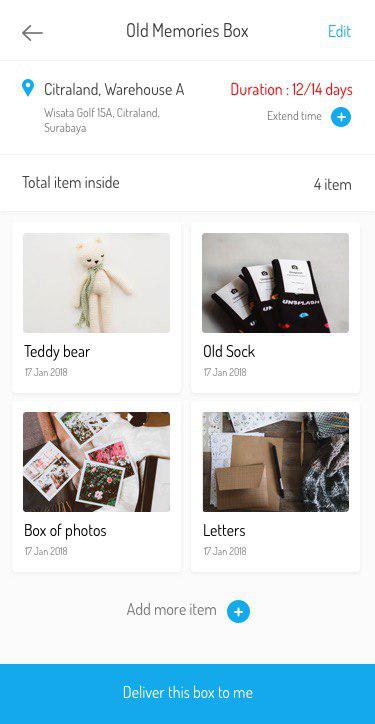 Old Memories Box
Edit
Citraland, Warehouse A
Duration : 12/14 days
Wisata Golf 15A, Citraland,
Surabaya
Extend time
Total item inside
4 item
UNSPLASH
Teddy bear
17 Jan 2018
Old Sock
17 Jan 2018
Box of photos
17 Jan 2018
Letters
17 Jan 2018
Add more item
Deliver this box to me